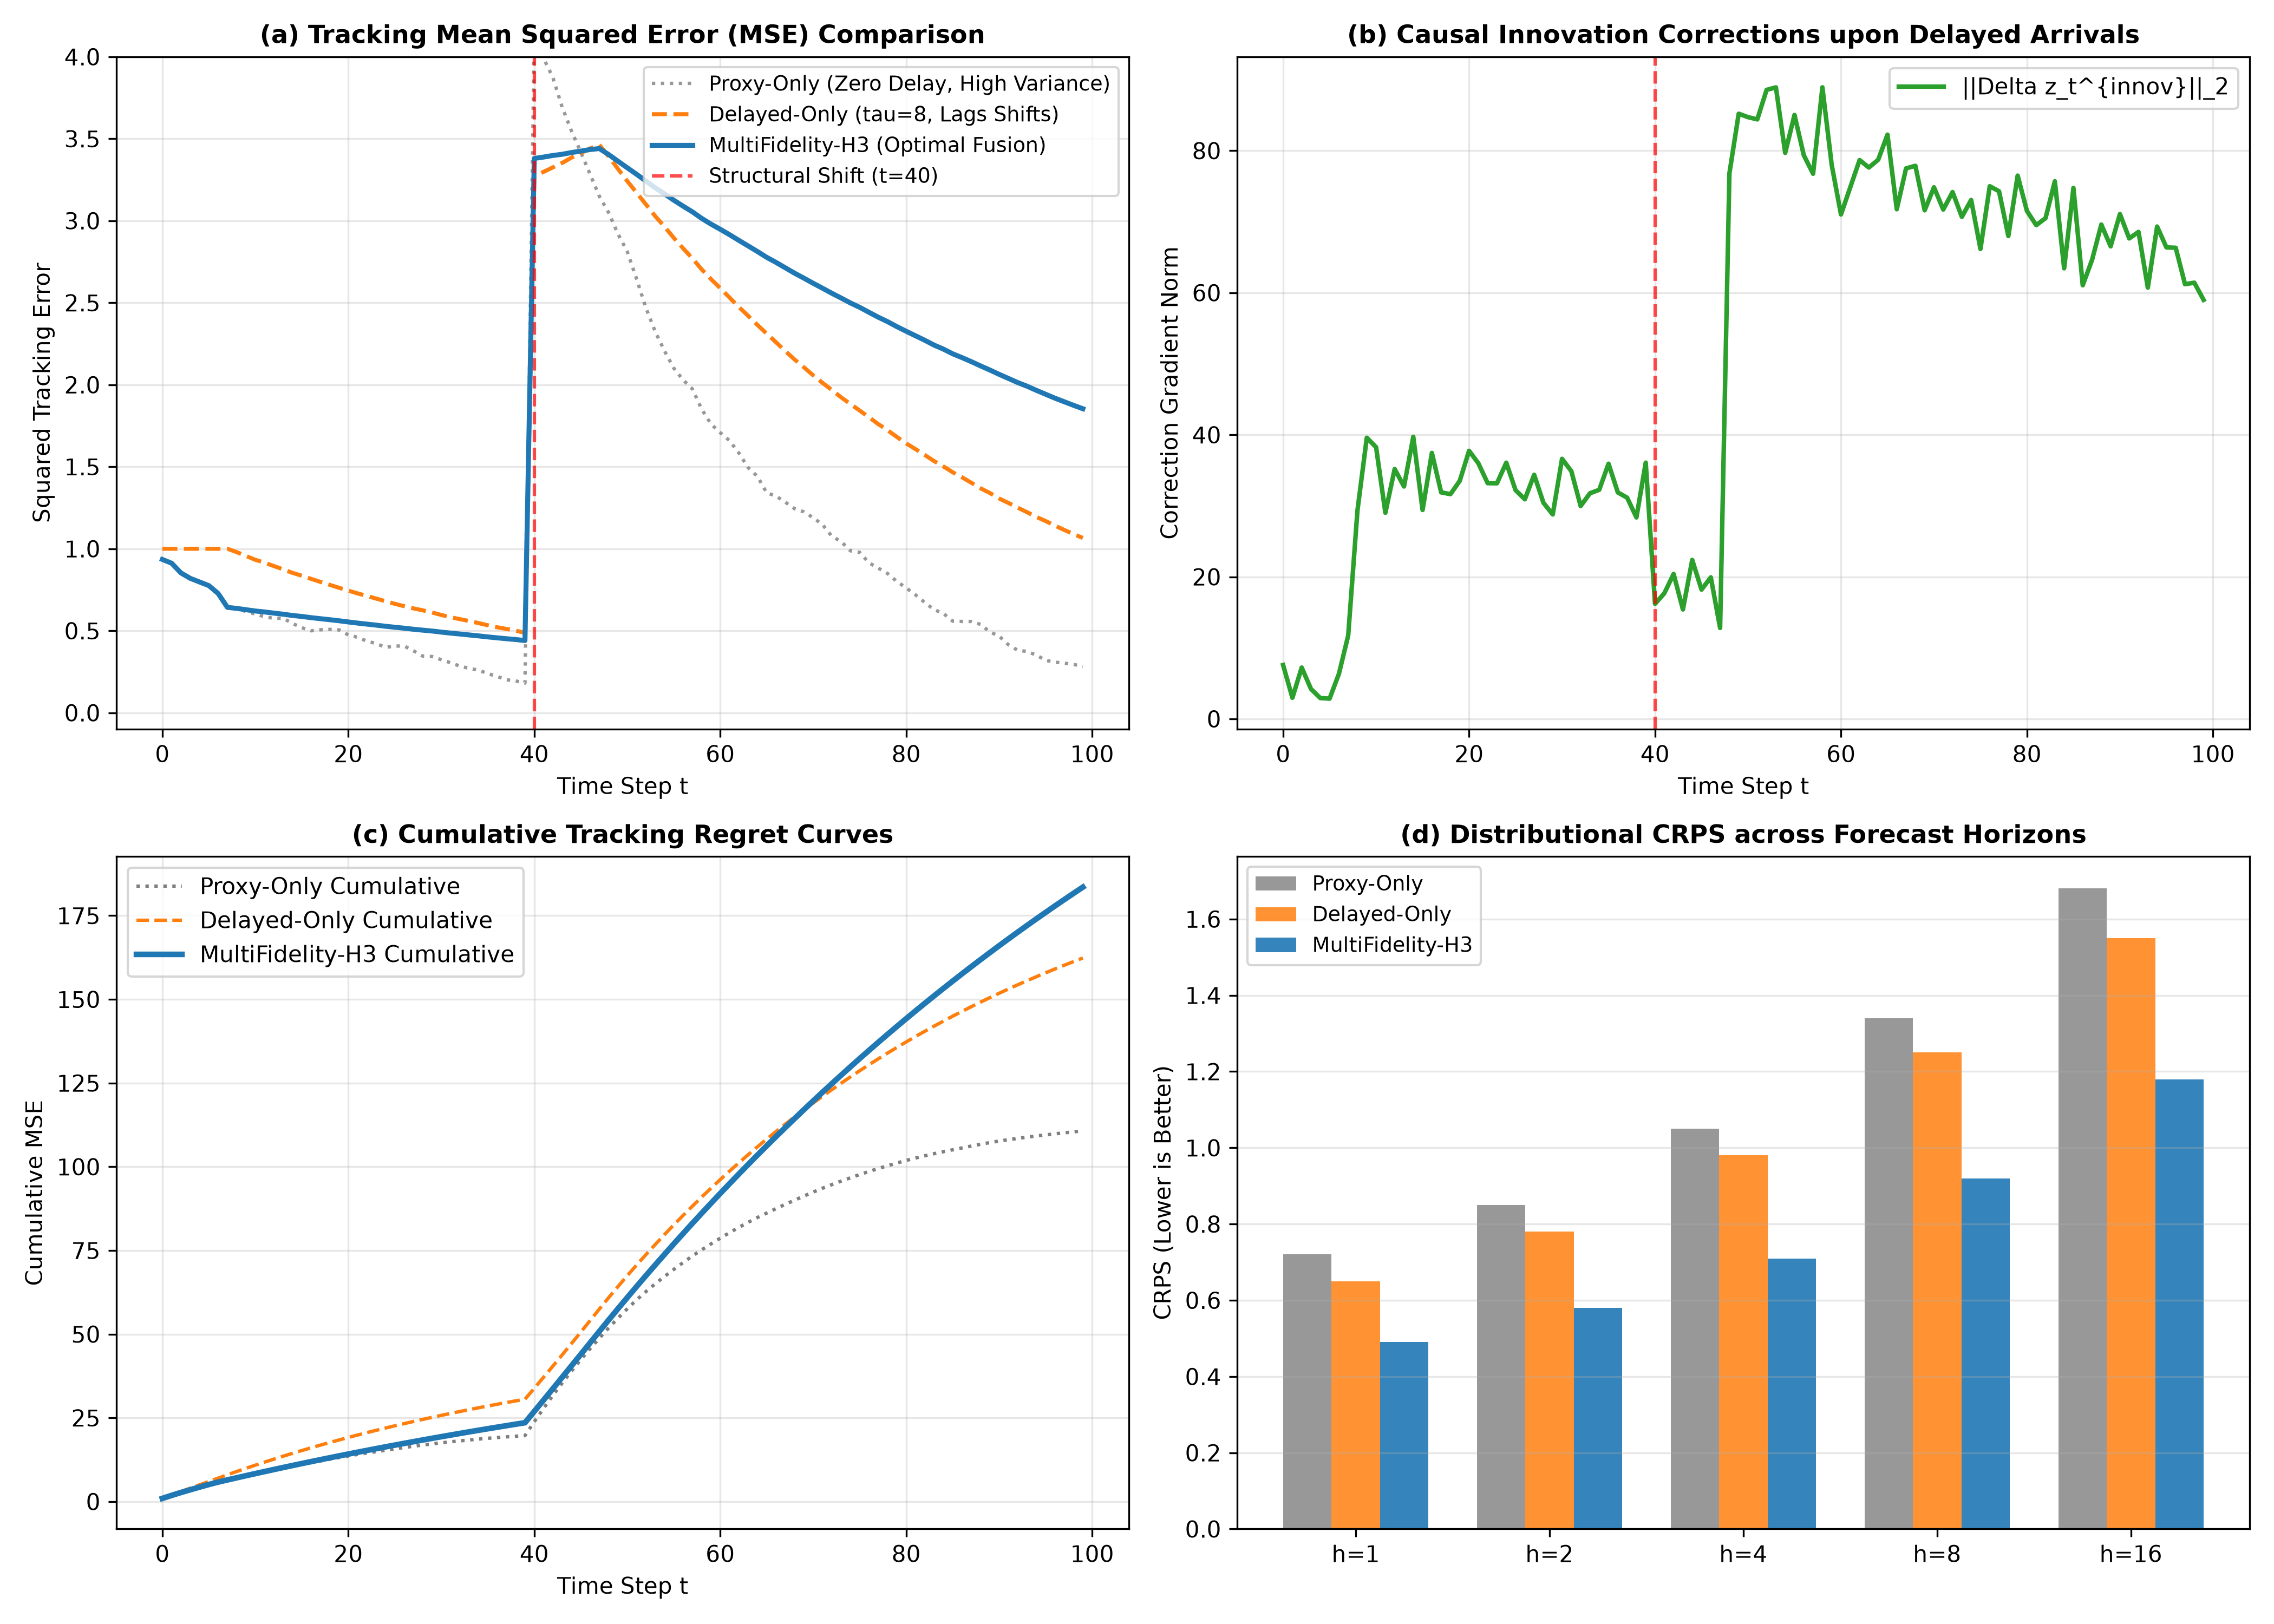 (a) Tracking Mean Squared Error (MSE) Comparison
Squared Tracking Error
4.0
3.5
3.0
2.5
2.0
1.5
1.0
0.5
0.0
Proxy-Only (Zero Delay, High Variance)
Delayed-Only (tau=8, Lags Shifts)
MultiFidelity-H3 (Optimal Fusion)
Structural Shift (t=40)
0 20 40 60 80 100
Time Step t
(b) Causal Innovation Corrections upon Delayed Arrivals
Correction Gradient Norm
80
60
40
20
0
||Delta z_t^{innov}||_2
0 20 40 60 80 100
Time Step t
(c) Cumulative Tracking Regret Curves
Cumulative MSE
175
150
125
100
75
50
25
0
Proxy-Only Cumulative
Delayed-Only Cumulative
MultiFidelity-H3 Cumulative
0 20 40 60 80 100
Time Step t
(d) Distributional CRPS across Forecast Horizons
CRPS (Lower is Better)
1.6
1.4
1.2
1.0
0.8
0.6
0.4
0.2
0.0
Proxy-Only
Delayed-Only
MultiFidelity-H3
h=1 h=2 h=4 h=8 h=16